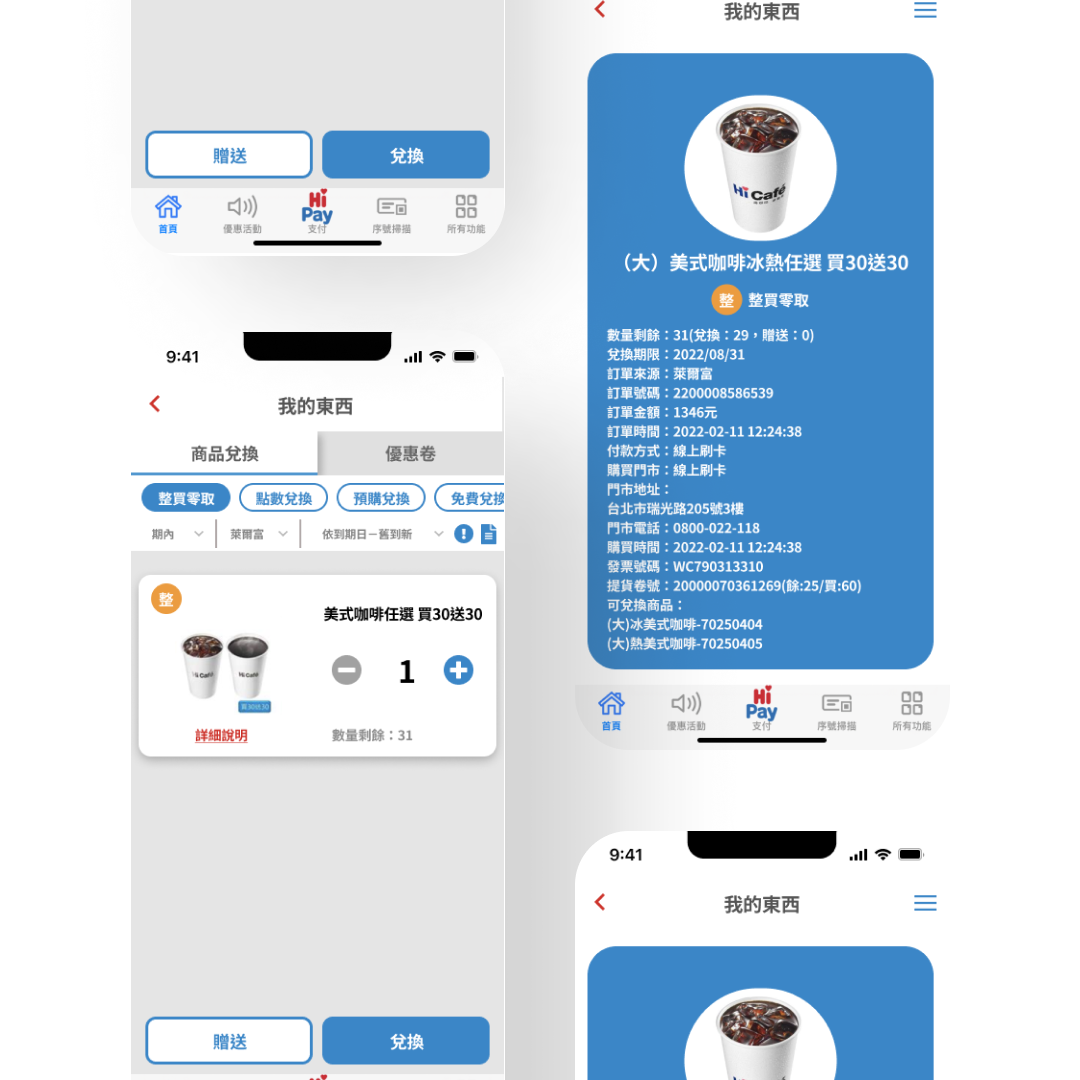 贈送
兌換
首頁
優惠活動
Hi Pay
支付
序號掃描
所有功能
9:41
我的東西
商品兌換
優惠卷
整買零取
點數兌換
預購兌換
免費兌換
期內
萊爾富
依到期日－舊到新
整
美式咖啡任選 買30送30
Hi Café
Hi Café
買30送30
1
詳細說明
數量剩餘：31
贈送
兌換
我的東西
Hi Café
（大）美式咖啡冰熱任選 買30送30
整 整買零取
數量剩餘：31(兌換：29，贈送：0)
兌換期限：2022/08/31
訂單來源：萊爾富
訂單號碼：2200008586539
訂單金額：1346元
訂單時間：2022-02-11 12:24:38
付款方式：線上刷卡
購買門市：線上刷卡
門市地址：
台北市瑞光路205號3樓
門市電話：0800-022-118
購買時間：2022-02-11 12:24:38
發票號碼：WC790313310
提貨卷號：20000070361269(餘:25/買:60)
可兌換商品：
(大)冰美式咖啡-70250404
(大)熱美式咖啡-70250405
首頁
優惠活動
Hi Pay
支付
序號掃描
所有功能
9:41
我的東西